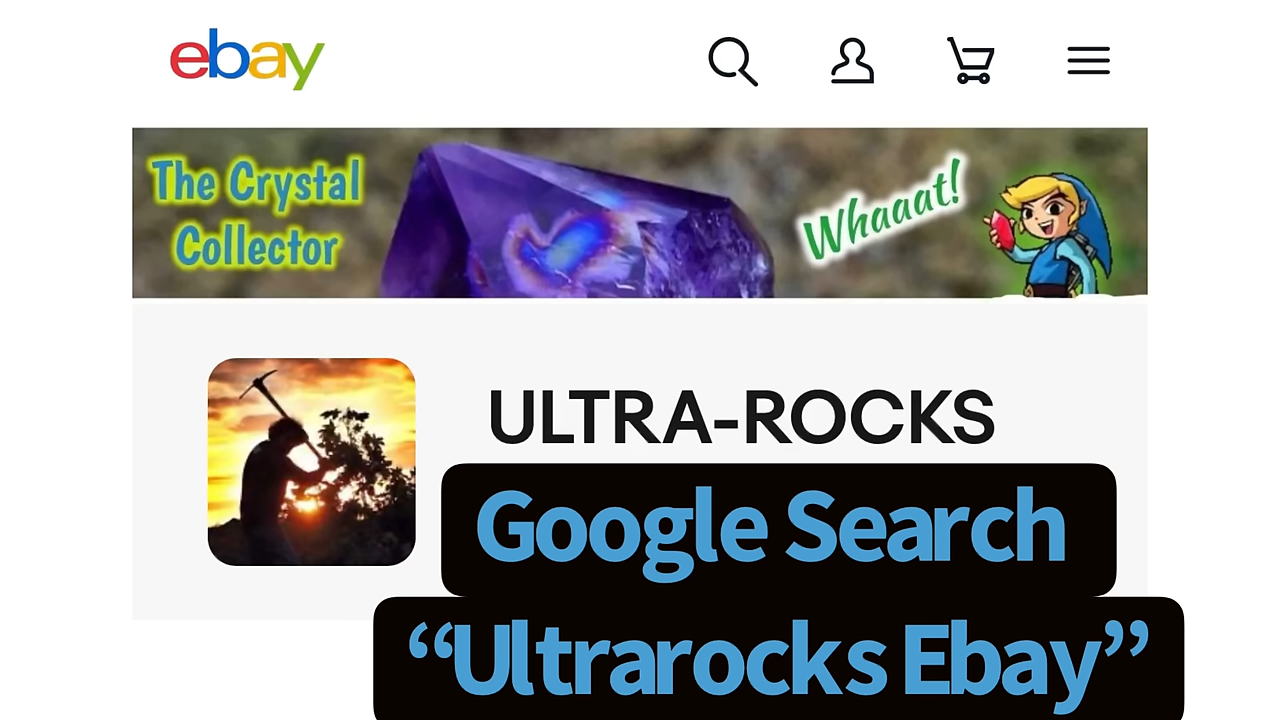 ebay
The Crystal
Collector
Whaaat!
ULTRA-ROCKS
Google Search
“Ultrarocks Ebay”